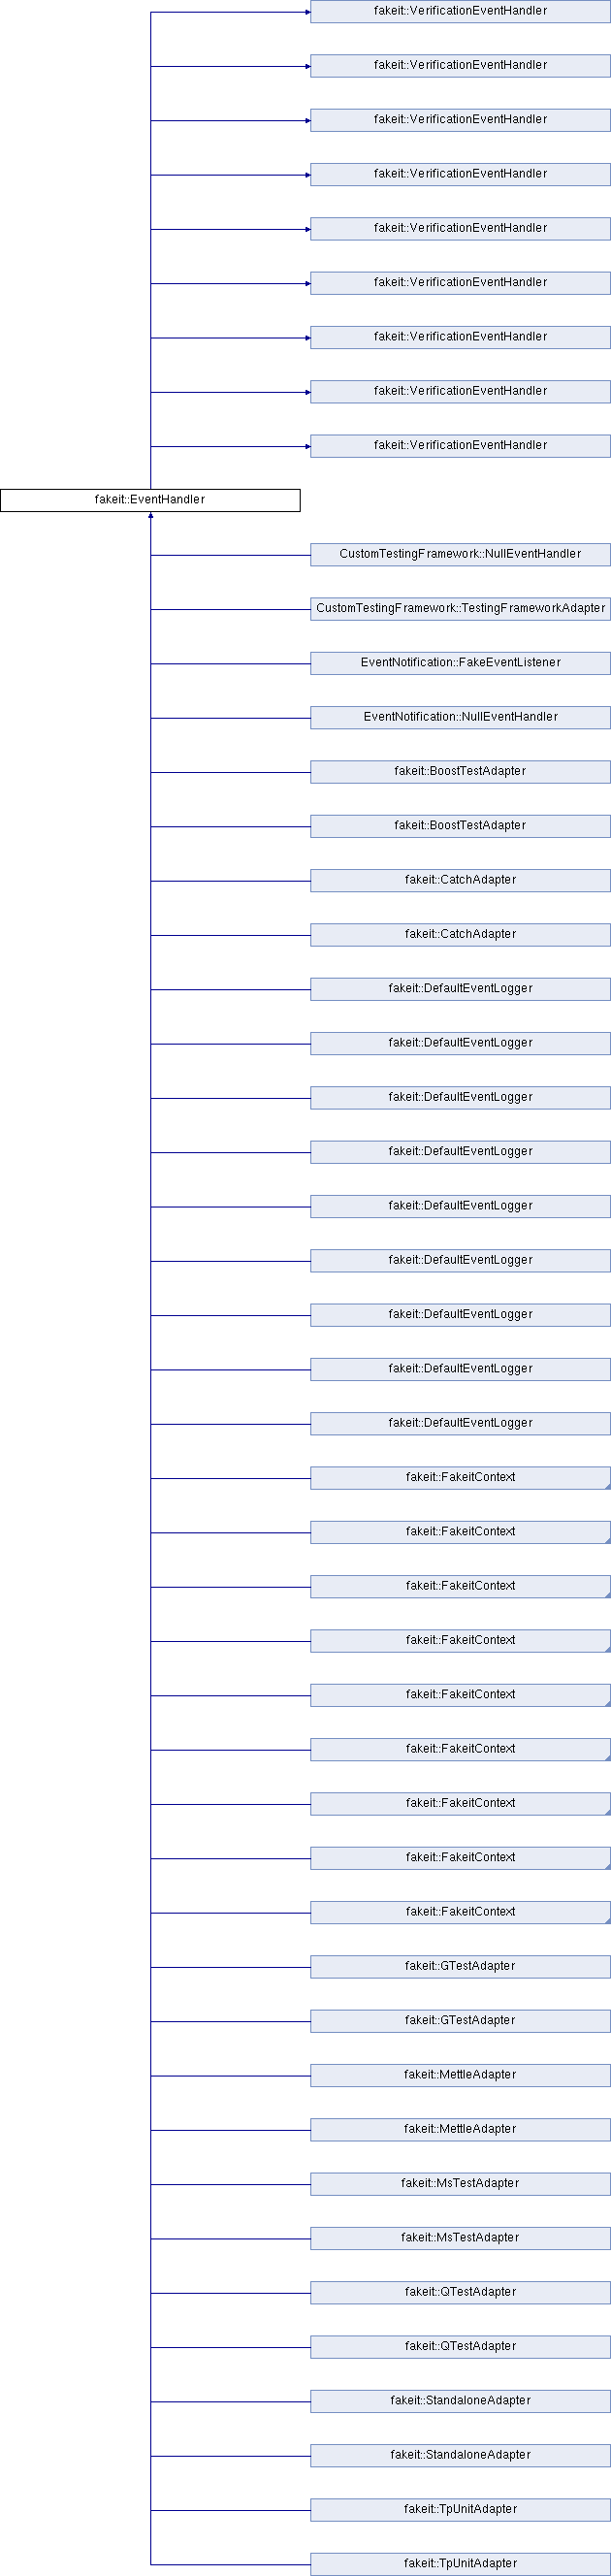 fakeit::VerificationEventHandler
fakeit::VerificationEventHandler
fakeit::VerificationEventHandler
fakeit::VerificationEventHandler
fakeit::VerificationEventHandler
fakeit::VerificationEventHandler
fakeit::VerificationEventHandler
fakeit::VerificationEventHandler
fakeit::VerificationEventHandler
fakeit::EventHandler
CustomTestingFramework::NullEventHandler
CustomTestingFramework::TestingFrameworkAdapter
EventNotification::FakeEventListener
EventNotification::NullEventHandler
fakeit::BoostTestAdapter
fakeit::BoostTestAdapter
fakeit::CatchAdapter
fakeit::CatchAdapter
fakeit::DefaultEventLogger
fakeit::DefaultEventLogger
fakeit::DefaultEventLogger
fakeit::DefaultEventLogger
fakeit::DefaultEventLogger
fakeit::DefaultEventLogger
fakeit::DefaultEventLogger
fakeit::DefaultEventLogger
fakeit::DefaultEventLogger
fakeit::FakeitContext
fakeit::FakeitContext
fakeit::FakeitContext
fakeit::FakeitContext
fakeit::FakeitContext
fakeit::FakeitContext
fakeit::FakeitContext
fakeit::FakeitContext
fakeit::FakeitContext
fakeit::GTestAdapter
fakeit::GTestAdapter
fakeit::MettleAdapter
fakeit::MettleAdapter
fakeit::MsTestAdapter
fakeit::MsTestAdapter
fakeit::QTestAdapter
fakeit::QTestAdapter
fakeit::StandaloneAdapter
fakeit::StandaloneAdapter
fakeit::TpUnitAdapter
fakeit::TpUnitAdapter